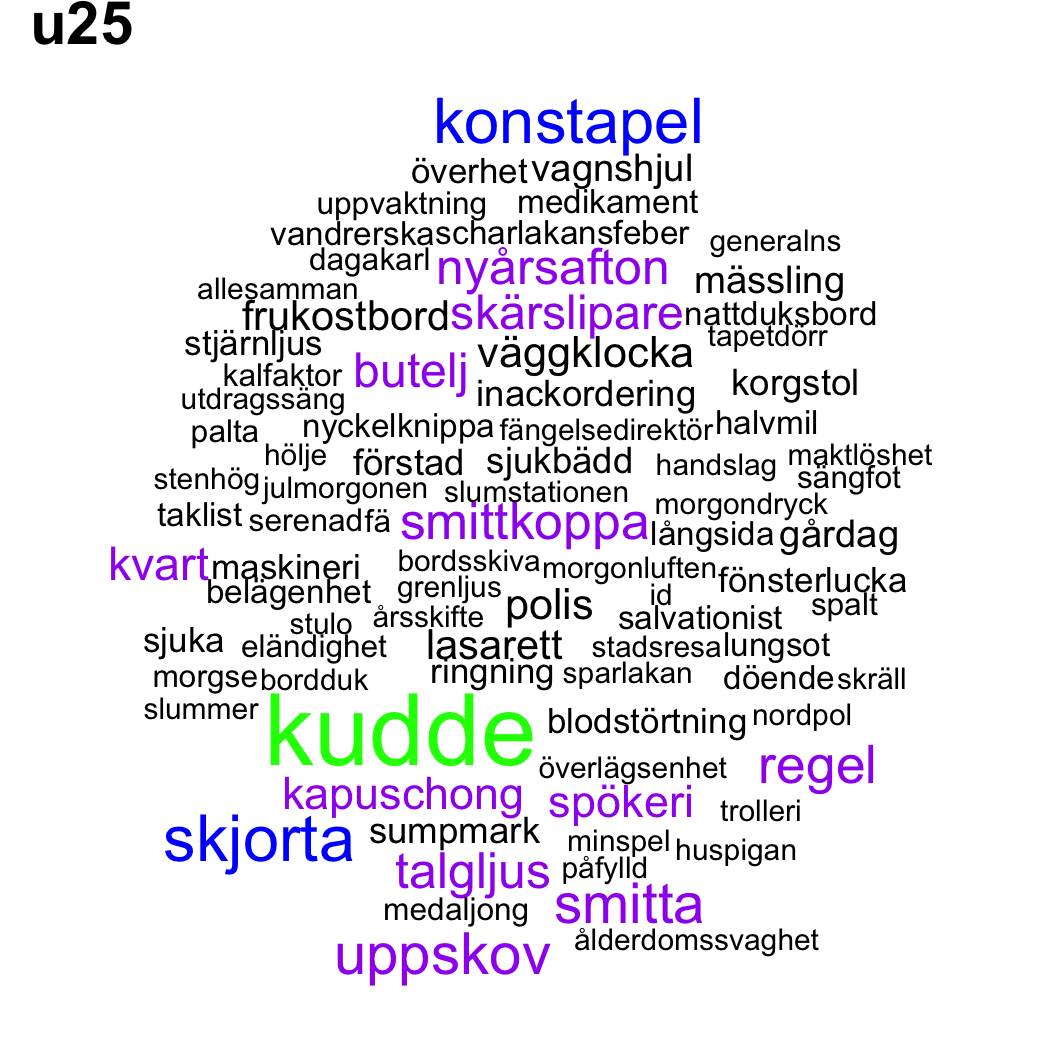 u25
konstapel
överhet vagnshjul
uppvaktning medikament
vandrerska scharlakansfeber generalns
dagakarl nyårsafton mässling
allesamman
frukostbord skärslipare nattduksbord
stjärnljus väggklocka tapetdörr
kalfaktor butelj inackordering korgstol
utdragssäng
palta nyckelknippa fängelsedirektör halvmil
hölje förstad sjukbädd handslag maktlöshet
stenhög julmorgonen slumstationen sängfot
taklist serenad fä smittkoppa morgondryck
långsida gårdag
kvart maskineri bordsskiva morgonluften fönsterlucka
belägenhet grenljus id
stulo årsskifte polis salvationist spalt
sjuka eländighet lasarett stadsresa lungsot
morgse bordduk ringning sparlakan döende skräll
slummer kudde blodstörtning nordpol
överlägsenhet regel
kapuschong spökeri trolleri
skjorta sumpmark minspel huspigan
talgljus påfylld
medaljong smitta
uppskov ålderdomssvaghet